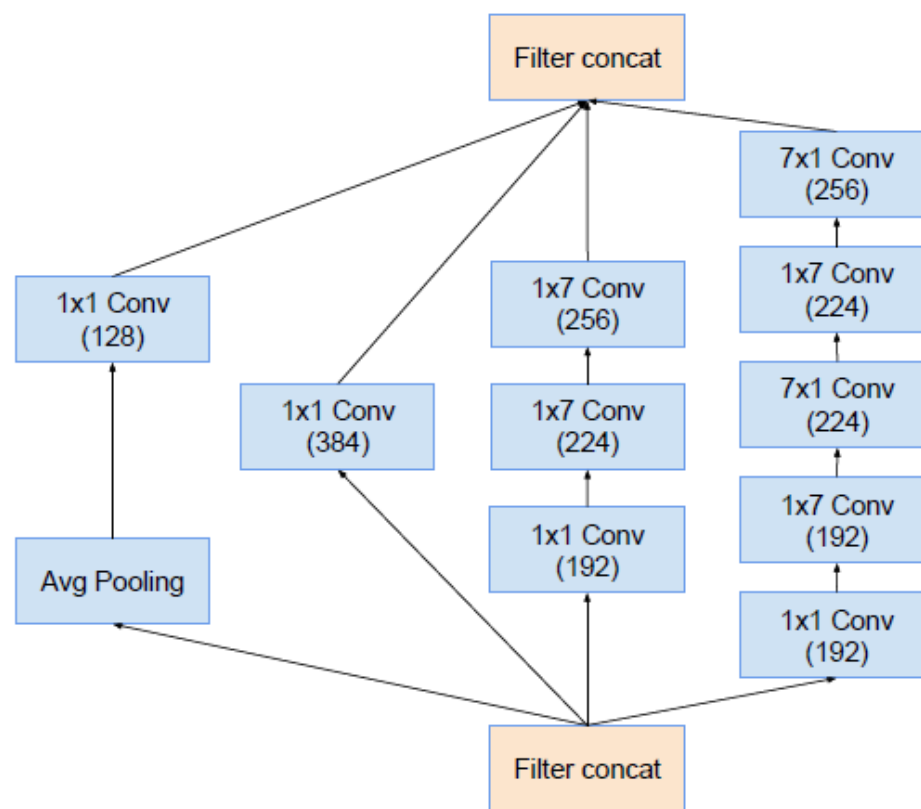 Filter concat
7x1 Conv
(256)
1x1 Conv
(128)
1x7 Conv
(256)
1x7 Conv
(224)
1x1 Conv
(384)
1x7 Conv
(224)
7x1 Conv
(224)
Avg Pooling
1x1 Conv
(192)
1x7 Conv
(192)
1x1 Conv
(192)
Filter concat